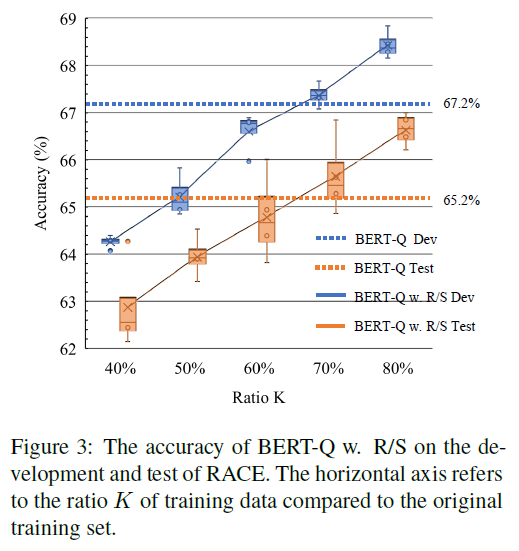 69
68
67
66
65
64
63
62
Accuracy (%)
67.2%
65.2%
BERT-Q Dev
BERT-Q Test
BERT-Q w. R/S Dev
BERT-Q w. R/S Test
40% 50% 60% 70% 80%
Ratio K
Figure 3: The accuracy of BERT-Q w. R/S on the de-
velopment and test of RACE. The horizontal axis refers
to the ratio K of training data compared to the original
training set.